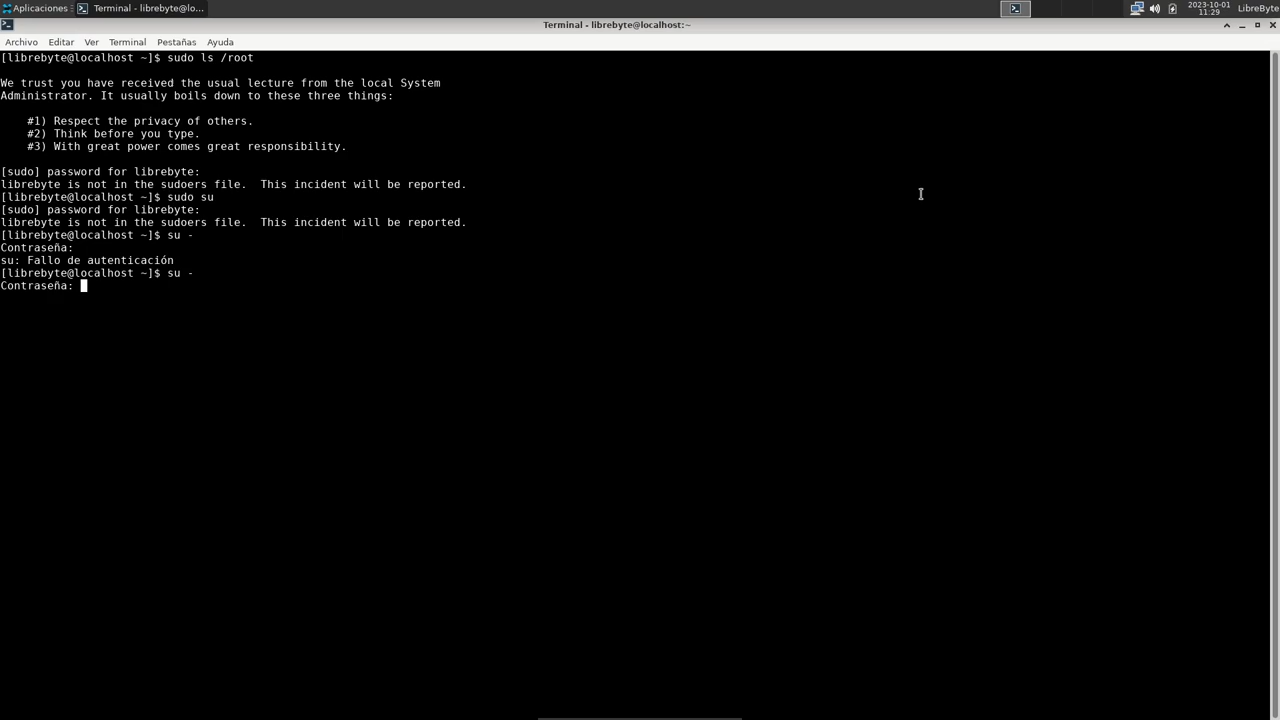 Aplicaciones
Terminal - librebyte@lo...
2023-10-01
11:29
LibreByte
Terminal - librebyte@localhost:~
Archivo Editar Ver Terminal Pestañas Ayuda
[librebyte@localhost ~]$ sudo ls /root
We trust you have received the usual lecture from the local System
Administrator. It usually boils down to these three things:
#1) Respect the privacy of others.
#2) Think before you type.
#3) With great power comes great responsibility.
[sudo] password for librebyte:
librebyte is not in the sudoers file.  This incident will be reported.
[librebyte@localhost ~]$ sudo su
[sudo] password for librebyte:
librebyte is not in the sudoers file.  This incident will be reported.
[librebyte@localhost ~]$ su -
Contraseña:
su: Fallo de autenticación
[librebyte@localhost ~]$ su -
Contraseña: